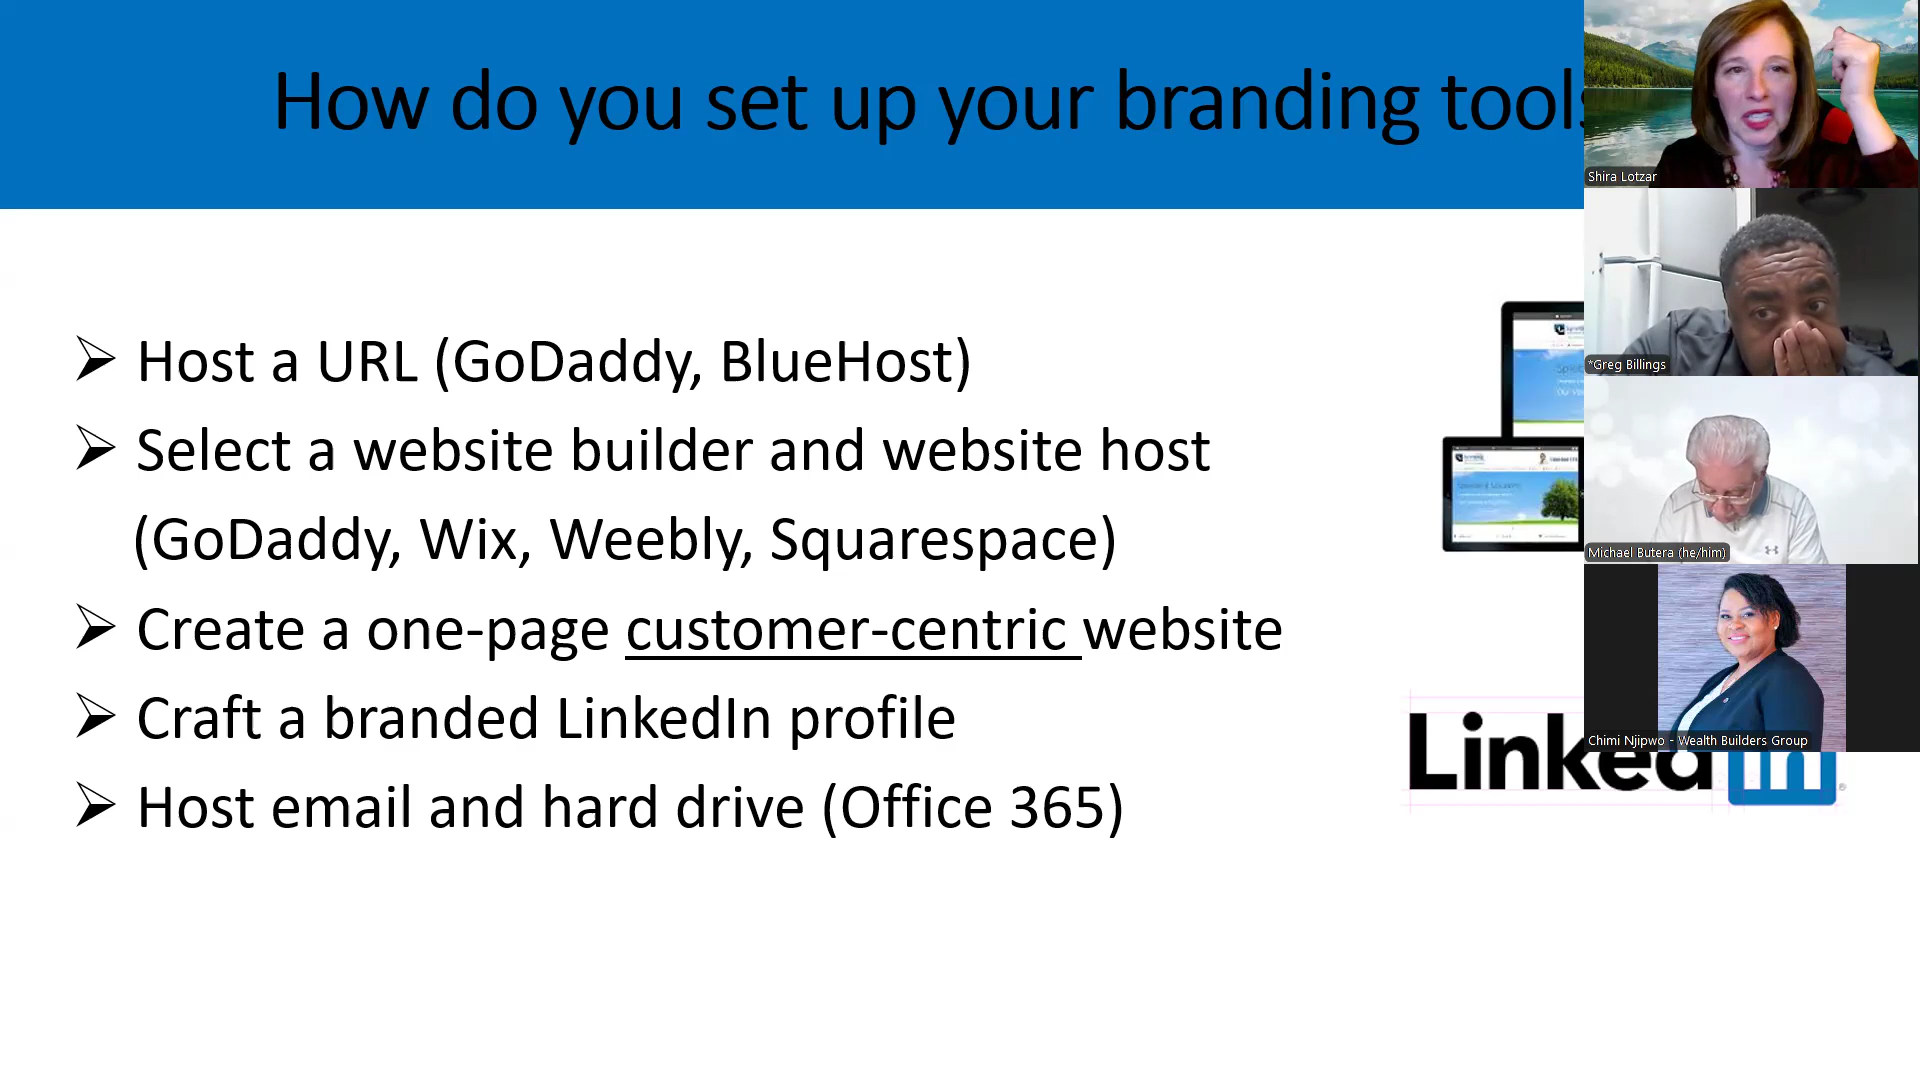 How do you set up your branding tools
➢ Host a URL (GoDaddy, BlueHost)
➢ Select a website builder and website host
(GoDaddy, Wix, Weebly, Squarespace)
➢ Create a one-page customer-centric website
➢ Craft a branded LinkedIn profile
➢ Host email and hard drive (Office 365)
Shira Lotzar
*Greg Billings
Michael Butera (he/him)
Chimi Njipwo - Wealth Builders Group
LinkedIn